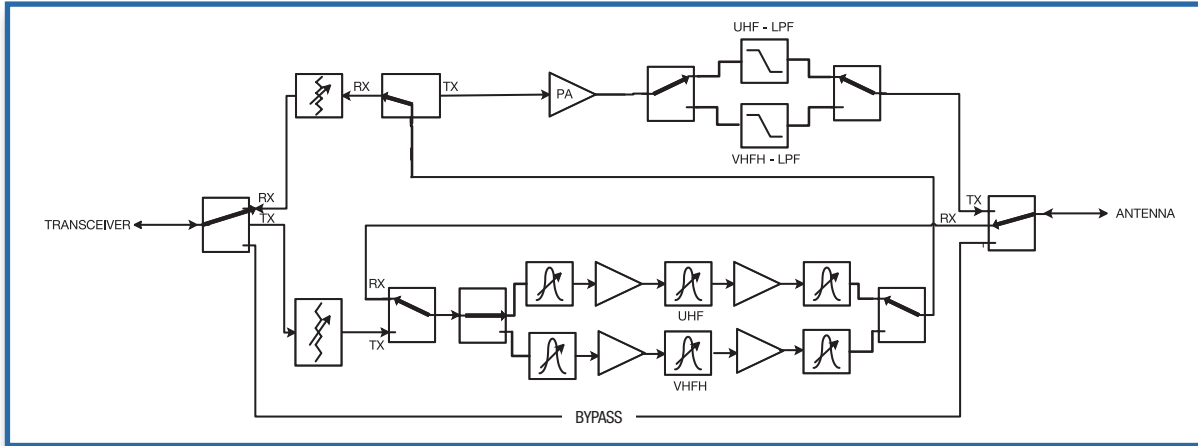 UHF - LPF
RX
TX
PA
VHFH - LPF
RX
TX
TRANSCEIVER
TX
RX
ANTENNA
RX
TX
UHF
VHFH
BYPASS